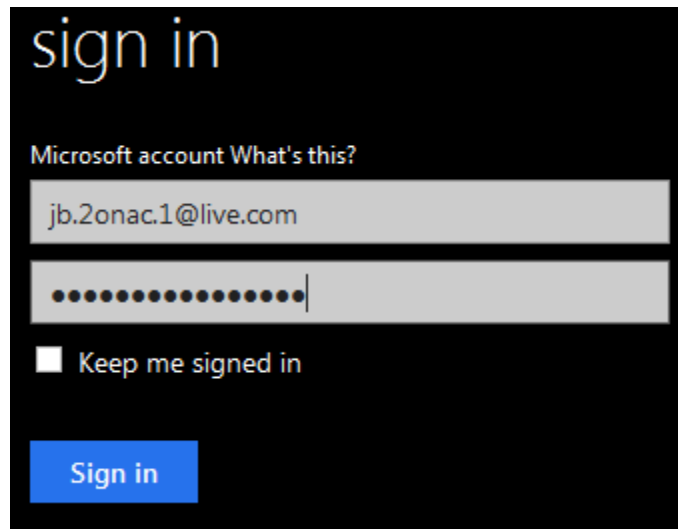 sign in
Microsoft account What's this?
jb.2onac.1@live.com
••••••••••••••••
Keep me signed in
Sign in